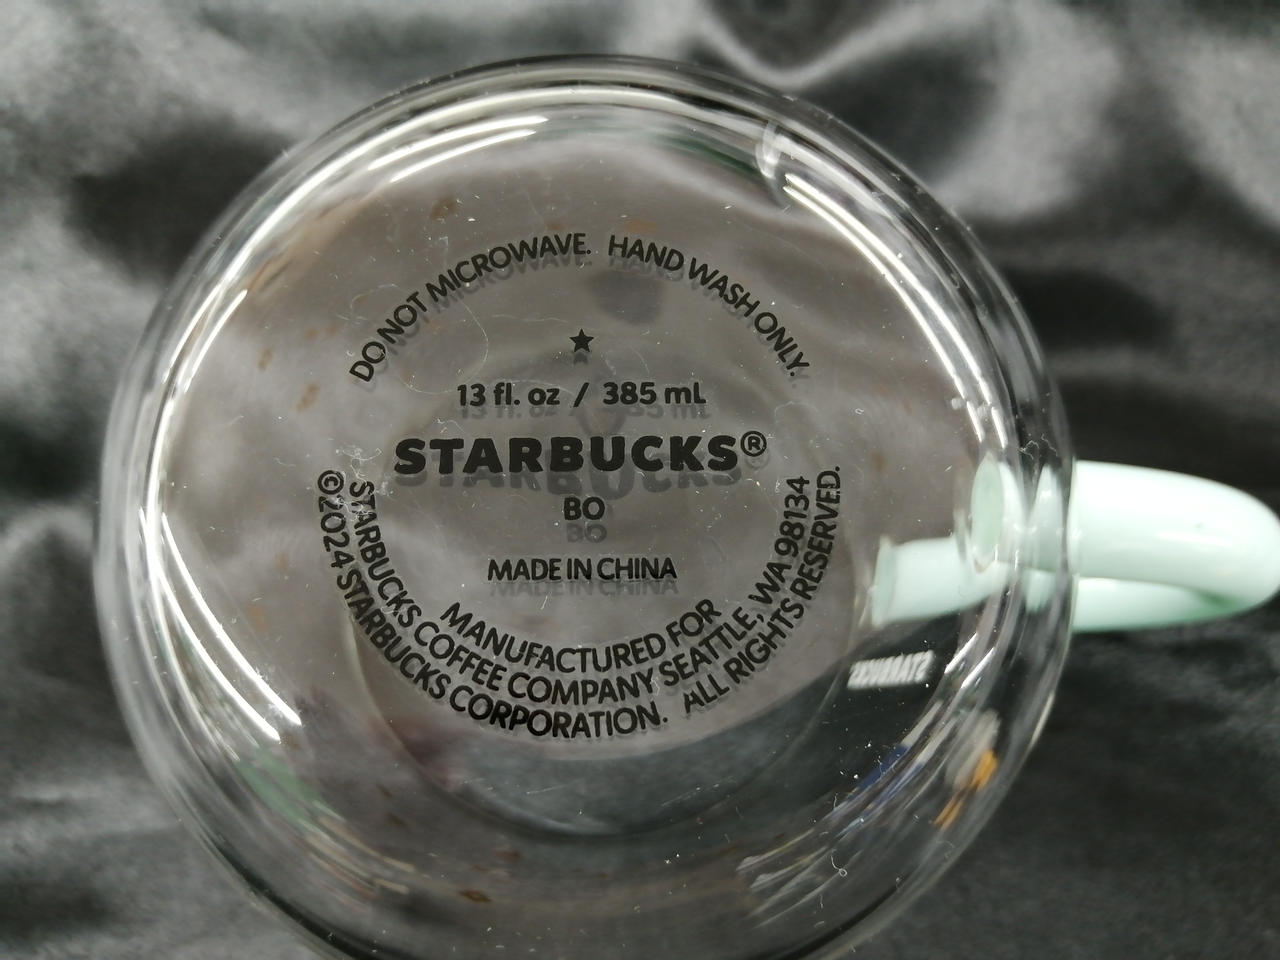 DO NOT MICROWAVE. HAND WASH ONLY.
★
13 fl. oz / 385 mL
STARBUCKS®
BO
MADE IN CHINA
MANUFACTURED FOR
STARBUCKS COFFEE COMPANY SEATTLE, WA 98134
©2024 STARBUCKS CORPORATION. ALL RIGHTS RESERVED.
STARBUCKS